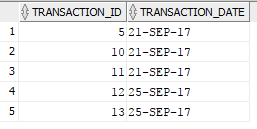 TRANSACTION_ID TRANSACTION_DATE
1 5 21-SEP-17
2 10 21-SEP-17
3 11 21-SEP-17
4 12 25-SEP-17
5 13 25-SEP-17